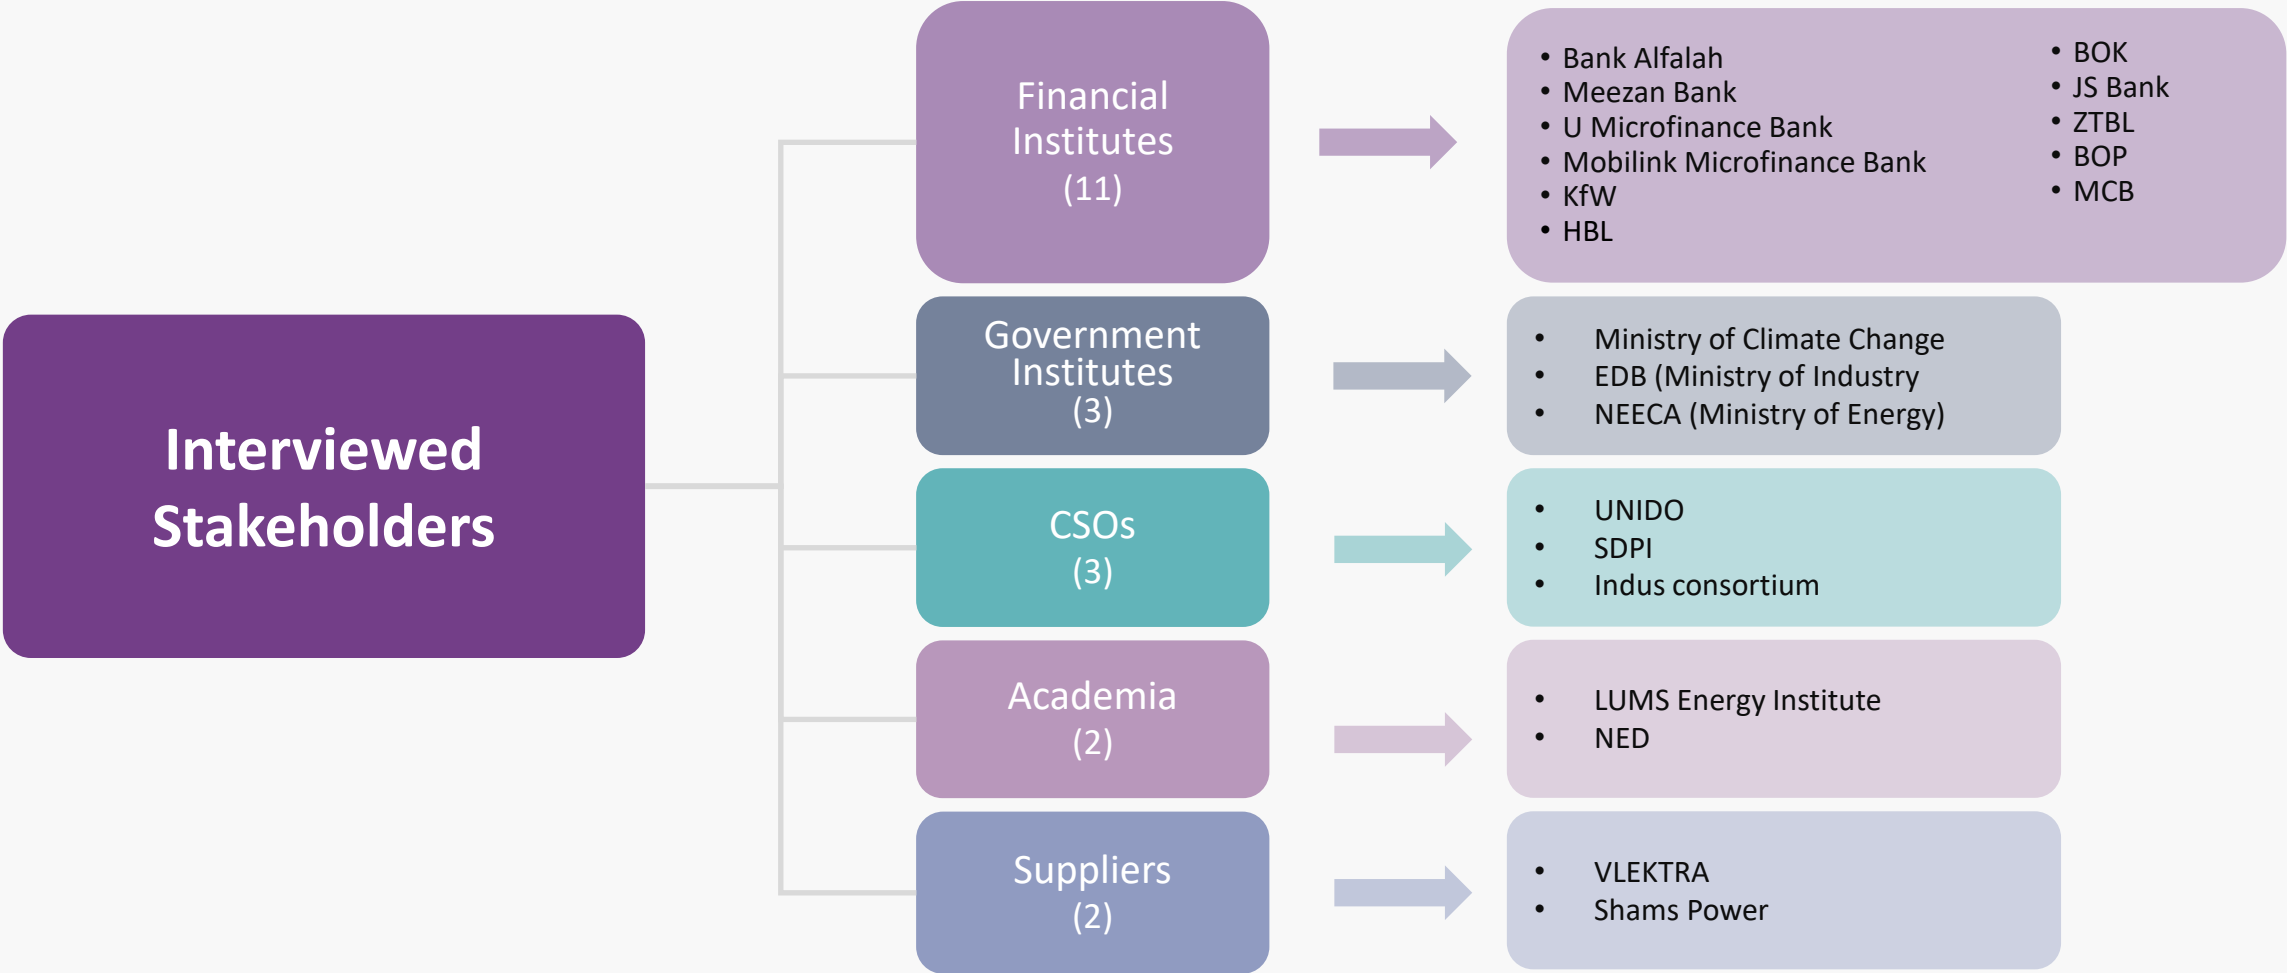 Interviewed
Stakeholders
Financial
Institutes
(11)
• Bank Alfalah
• Meezan Bank
• U Microfinance Bank
• Mobilink Microfinance Bank
• KfW
• HBL
• BOK
• JS Bank
• ZTBL
• BOP
• MCB
Government
Institutes
(3)
• Ministry of Climate Change
• EDB (Ministry of Industry
• NEECA (Ministry of Energy)
CSOs
(3)
• UNIDO
• SDPI
• Indus consortium
Academia
(2)
• LUMS Energy Institute
• NED
Suppliers
(2)
• VLEKTRA
• Shams Power